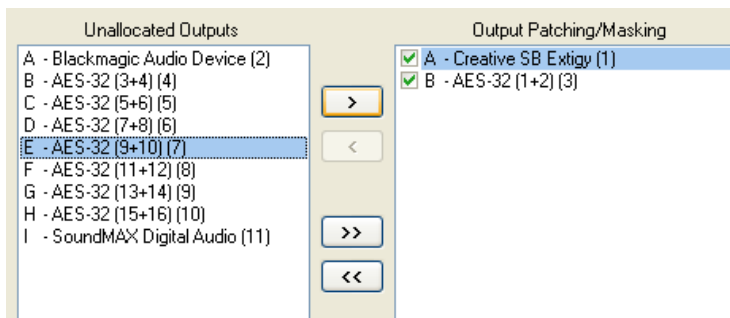 Unallocated Outputs
A - Blackmagic Audio Device (2)
B - AES-32 (3+4) (4)
C - AES-32 (5+6) (5)
D - AES-32 (7+8) (6)
E - AES-32 (9+10) (7)
F - AES-32 (11+12) (8)
G - AES-32 (13+14) (9)
H - AES-32 (15+16) (10)
I - SoundMAX Digital Audio (11)
>
<
>>
<<
Output Patching/Masking
A - Creative SB Extigy (1)
B - AES-32 (1+2) (3)